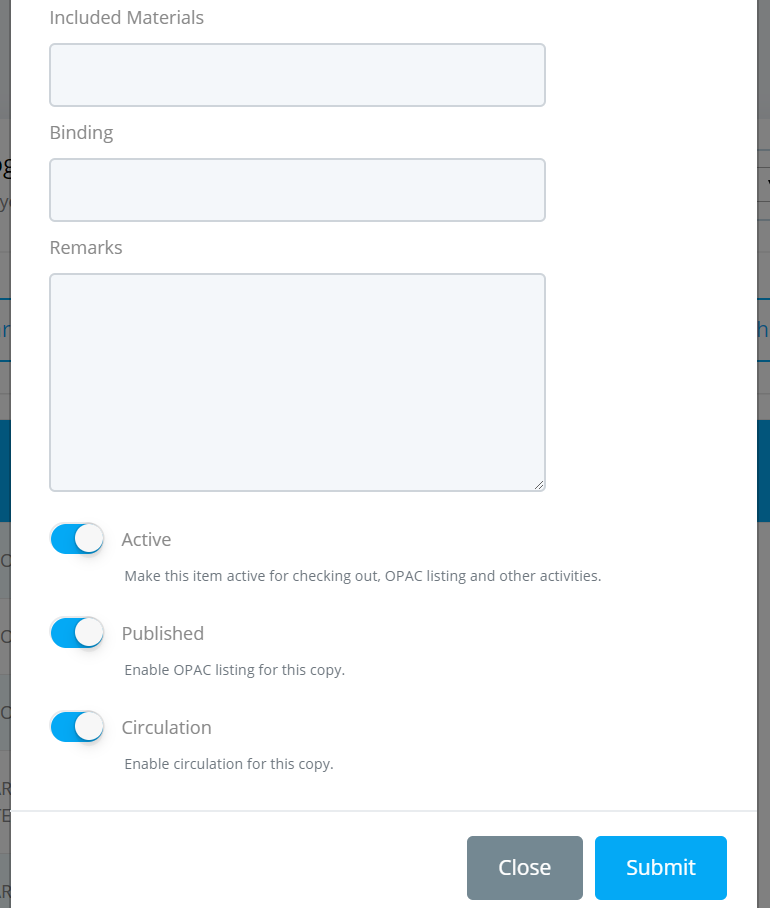 Included Materials
Binding
Remarks
Active
Make this item active for checking out, OPAC listing and other activities.
Published
Enable OPAC listing for this copy.
Circulation
Enable circulation for this copy.
Close
Submit